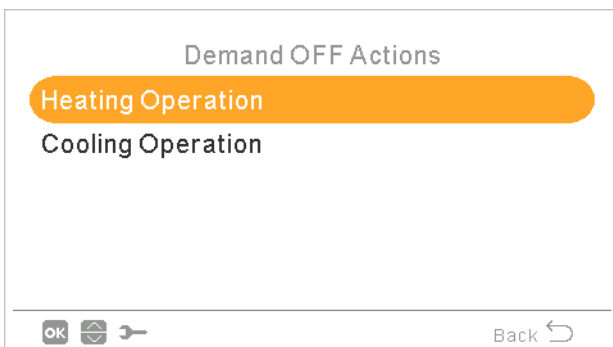 Demand OFF Actions
Heating Operation
Cooling Operation
OK
Back